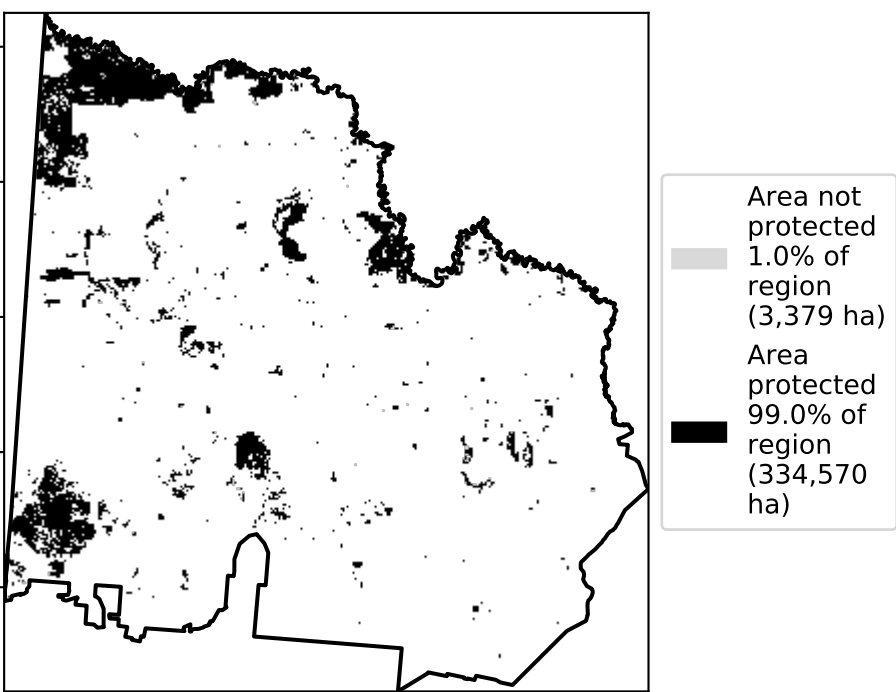 Area not
protected
1.0% of
region
(3,379 ha)
Area
protected
99.0% of
region
(334,570
ha)